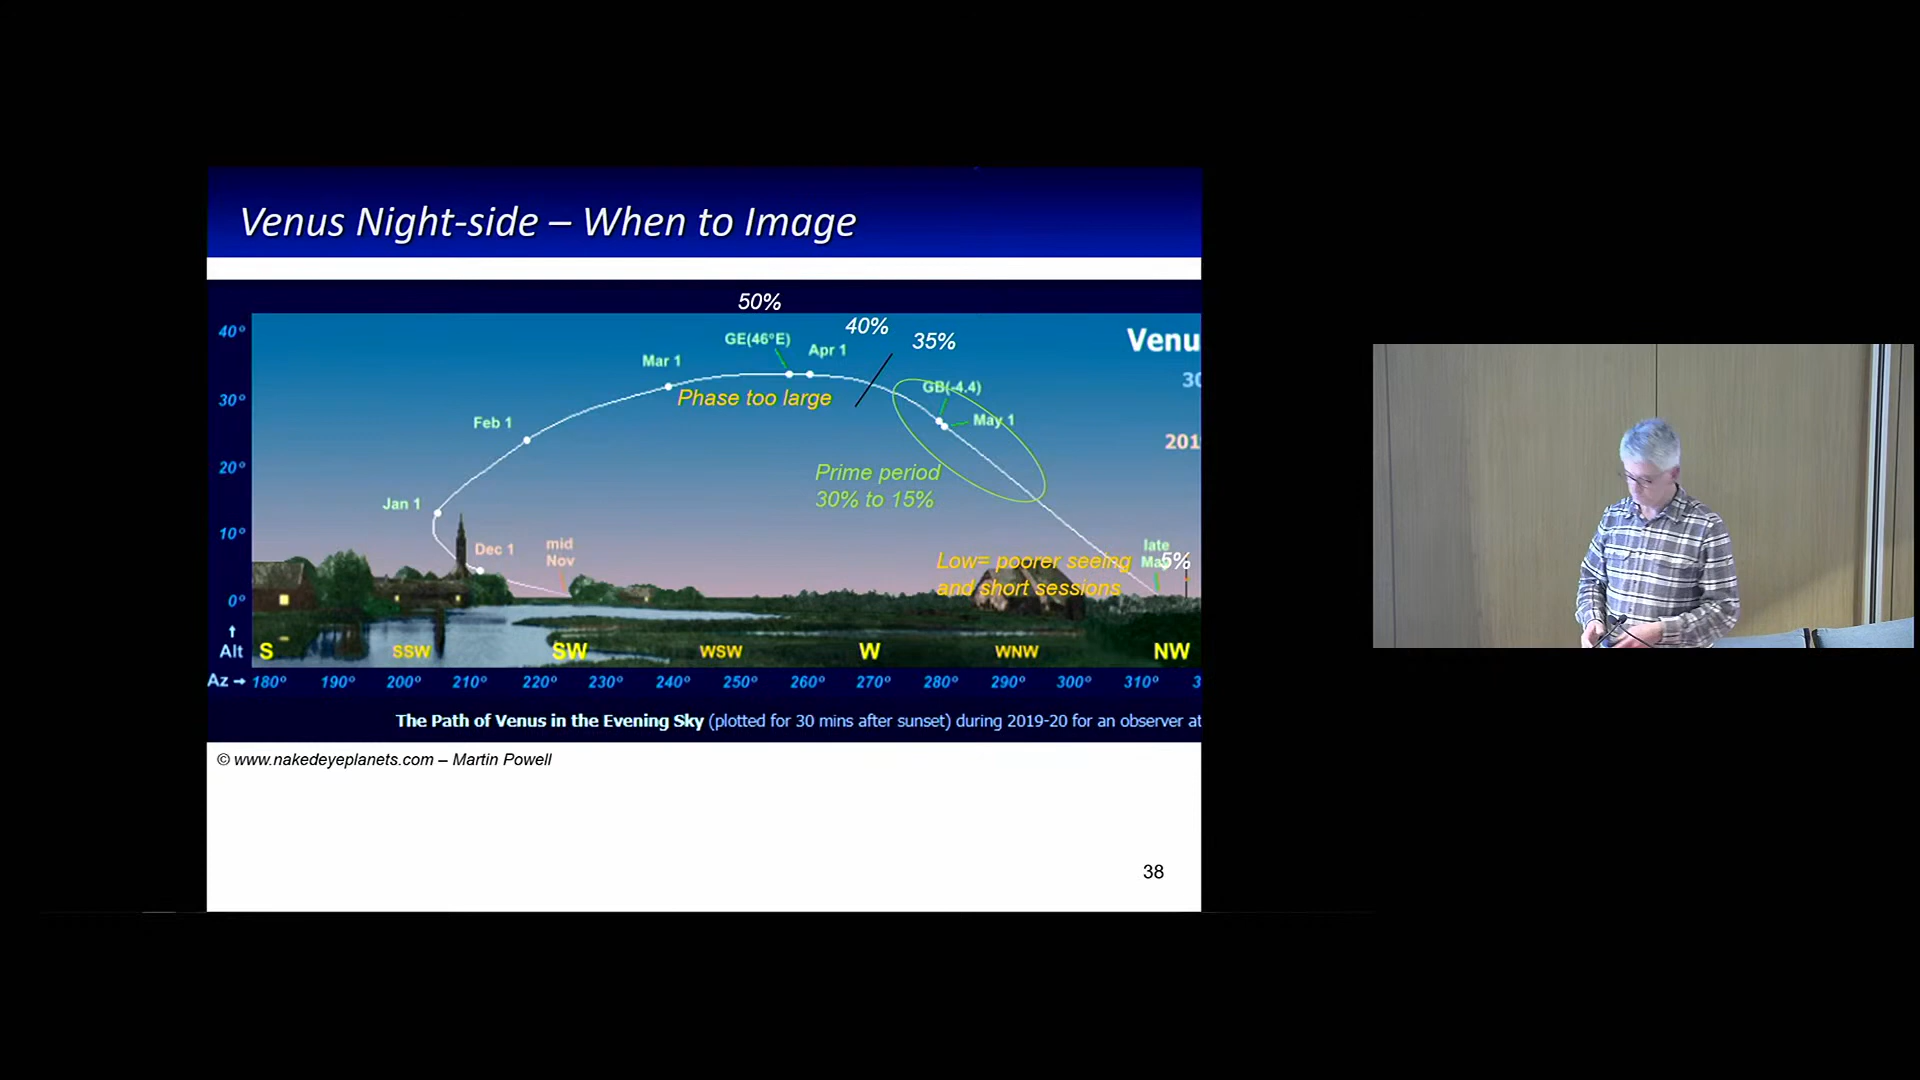 Venus Night-side – When to Image
50%
40%
35%
40°
30°
20°
10°
0°
GE(46°E)
Apr 1
Mar 1
Phase too large
Feb 1
GB(-4.4)
May 1
Venu
30
201
Prime period
30% to 15%
Jan 1
Dec 1
mid
Nov
Low= poorer seeing
and short sessions
late
May
5%
↑
Alt
S
SSW
SW
WSW
W
WNW
NW
Az → 180° 190° 200° 210° 220° 230° 240° 250° 260° 270° 280° 290° 300° 310° 3
The Path of Venus in the Evening Sky (plotted for 30 mins after sunset) during 2019-20 for an observer at
© www.nakedeyeplanets.com – Martin Powell
38